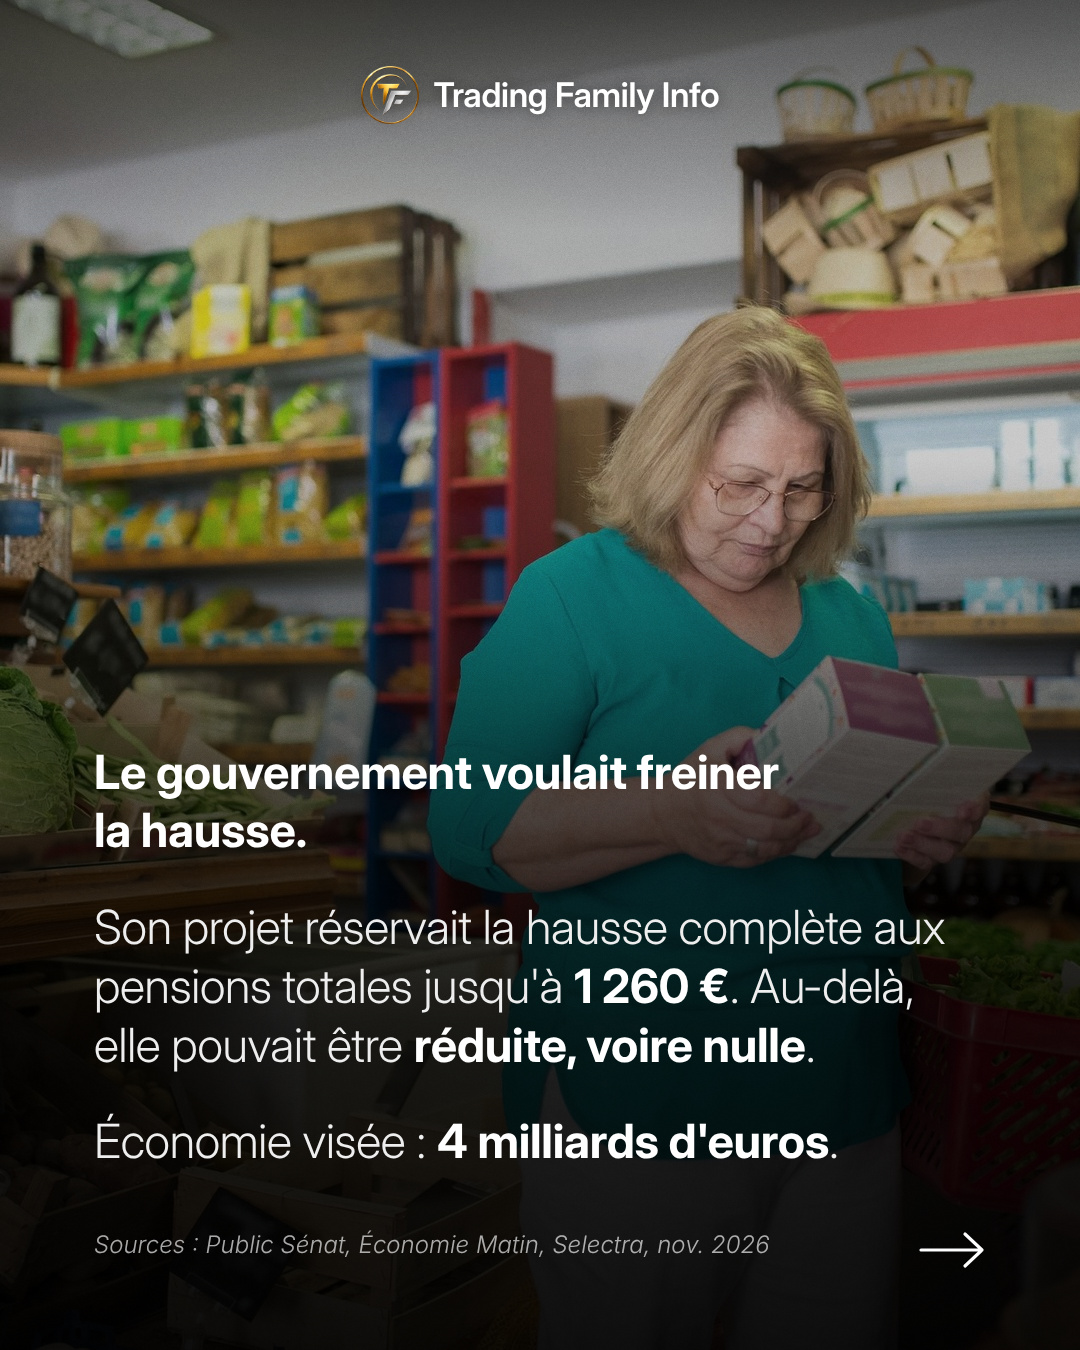 TF Trading Family Info
Le gouvernement voulait freiner
la hausse.
Son projet réservait la hausse complète aux
pensions totales jusqu'à 1 260 €. Au-delà,
elle pouvait être réduite, voire nulle.
Économie visée : 4 milliards d'euros.
Sources : Public Sénat, Économie Matin, Selectra, nov. 2026